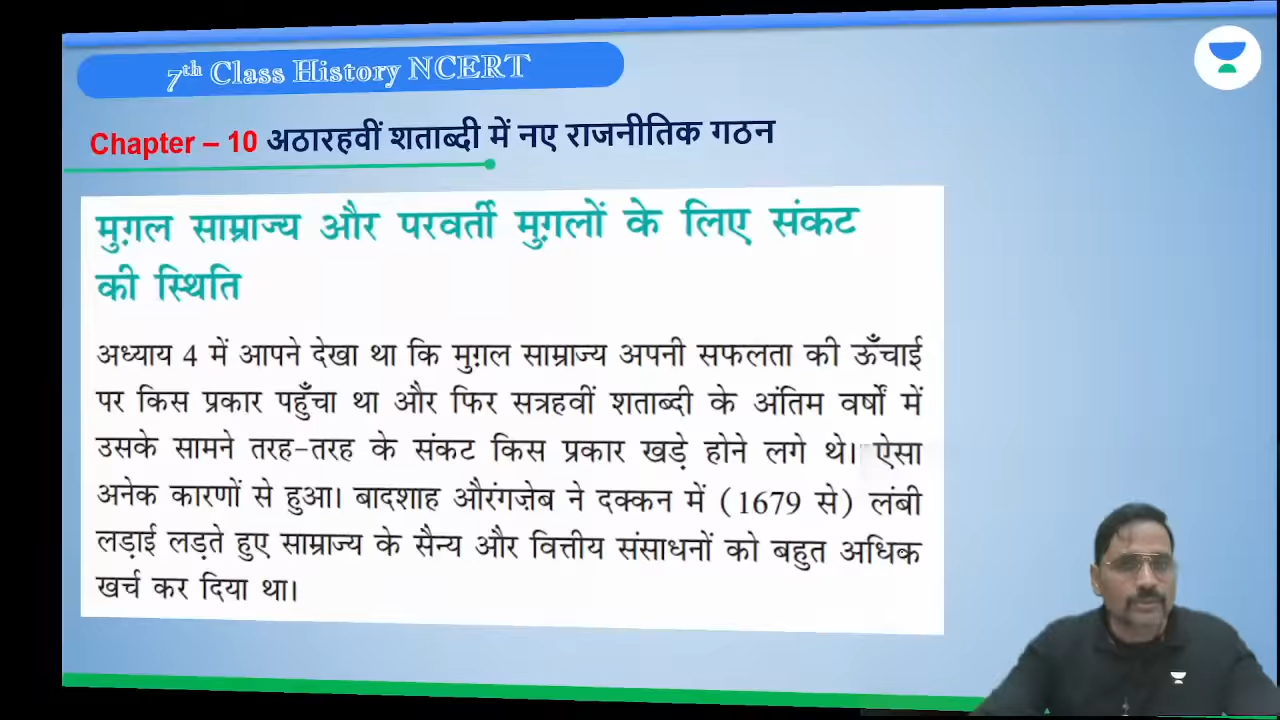 7th Class History NCERT
Chapter – 10 अठारहवीं शताब्दी में नए राजनीतिक गठन
मुग़ल साम्राज्य और परवर्ती मुग़लों के लिए संकट
की स्थिति
अध्याय 4 में आपने देखा था कि मुग़ल साम्राज्य अपनी सफलता की ऊँचाई
पर किस प्रकार पहुँचा था और फिर सत्रहवीं शताब्दी के अंतिम वर्षों में
उसके सामने तरह-तरह के संकट किस प्रकार खड़े होने लगे थे। ऐसा
अनेक कारणों से हुआ। बादशाह औरंगज़ेब ने दक्कन में (1679 से) लंबी
लड़ाई लड़ते हुए साम्राज्य के सैन्य और वित्तीय संसाधनों को बहुत अधिक
खर्च कर दिया था।